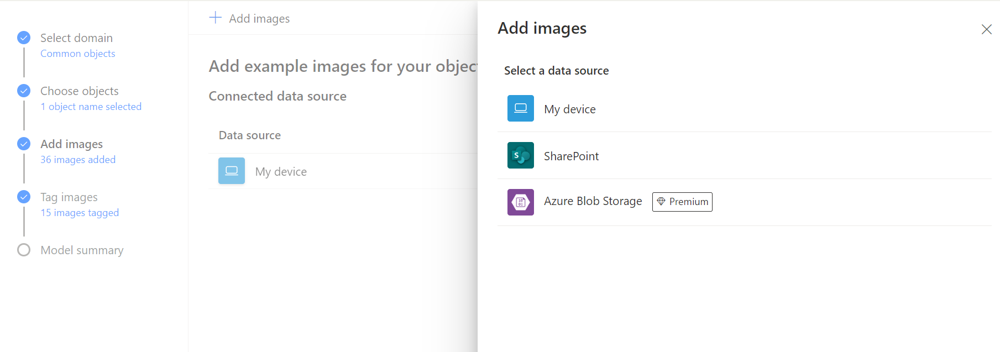 Select domain
Common objects
Choose objects
1 object name selected
Add images
36 images added
Tag images
15 images tagged
Model summary
Add images
Add example images for your objec
Connected data source
Data source
My device
Add images
Select a data source
My device
S
SharePoint
10
01
Azure Blob Storage
Premium